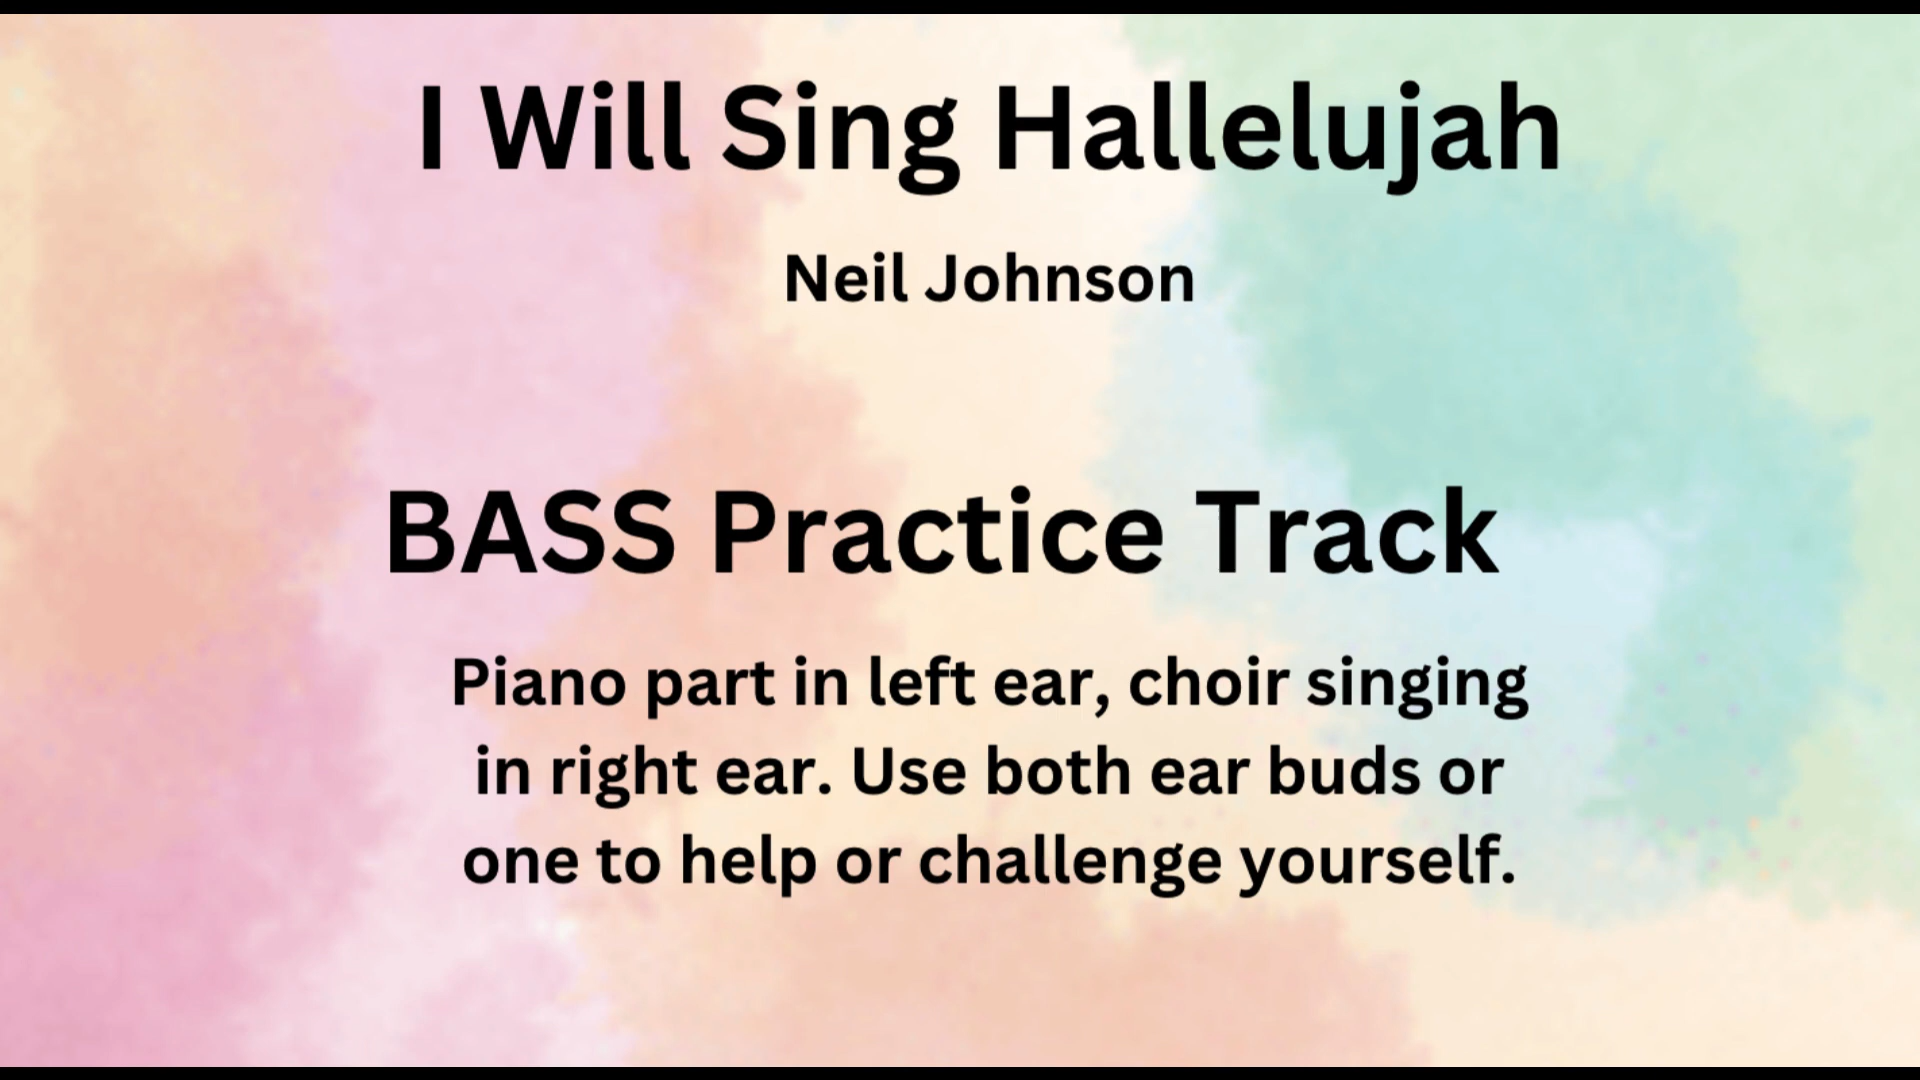 I Will Sing Hallelujah
Neil Johnson
BASS Practice Track
Piano part in left ear, choir singing
in right ear. Use both ear buds or
one to help or challenge yourself.